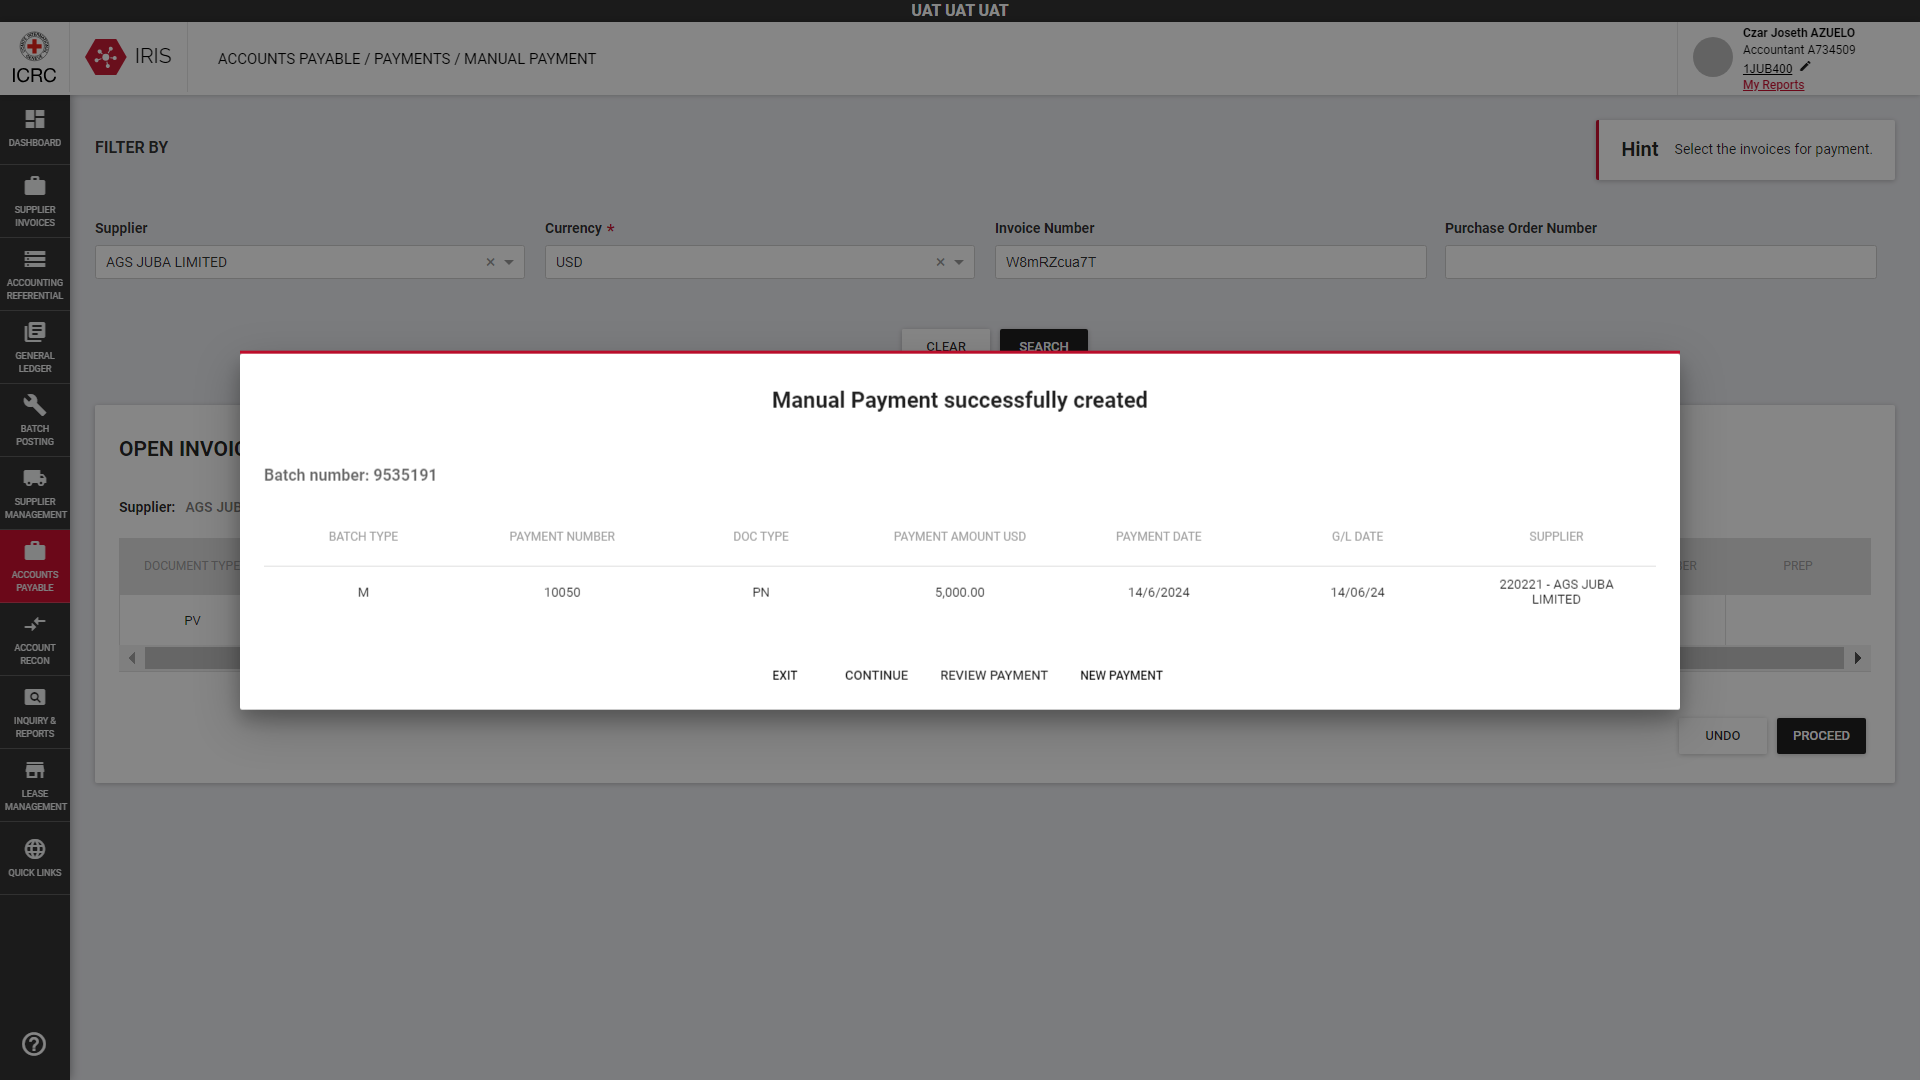 UAT UAT UAT
ICRC
IRIS
ACCOUNTS PAYABLE / PAYMENTS / MANUAL PAYMENT
Czar Joseth AZUELO
Accountant A734509
1JUB400
My Reports
DASHBOARD
SUPPLIER
INVOICES
ACCOUNTING
REFERENTIAL
GENERAL
LEDGER
BATCH
POSTING
SUPPLIER
MANAGEMENT
ACCOUNTS
PAYABLE
ACCOUNT
RECON
INQUIRY &
REPORTS
LEASE
MANAGEMENT
QUICK LINKS
FILTER BY
Hint Select the invoices for payment.
Supplier Currency * Invoice Number Purchase Order Number
AGS JUBA LIMITED USD W8mRZcua7T
CLEAR SEARCH
OPEN INVOIC
Supplier: AGS JUB
DOCUMENT TYPE ER PREP
PV
Manual Payment successfully created
Batch number: 9535191
BATCH TYPE PAYMENT NUMBER DOC TYPE PAYMENT AMOUNT USD PAYMENT DATE G/L DATE SUPPLIER
M 10050 PN 5,000.00 14/6/2024 14/06/24 220221 - AGS JUBA
LIMITED
EXIT CONTINUE REVIEW PAYMENT NEW PAYMENT
UNDO PROCEED